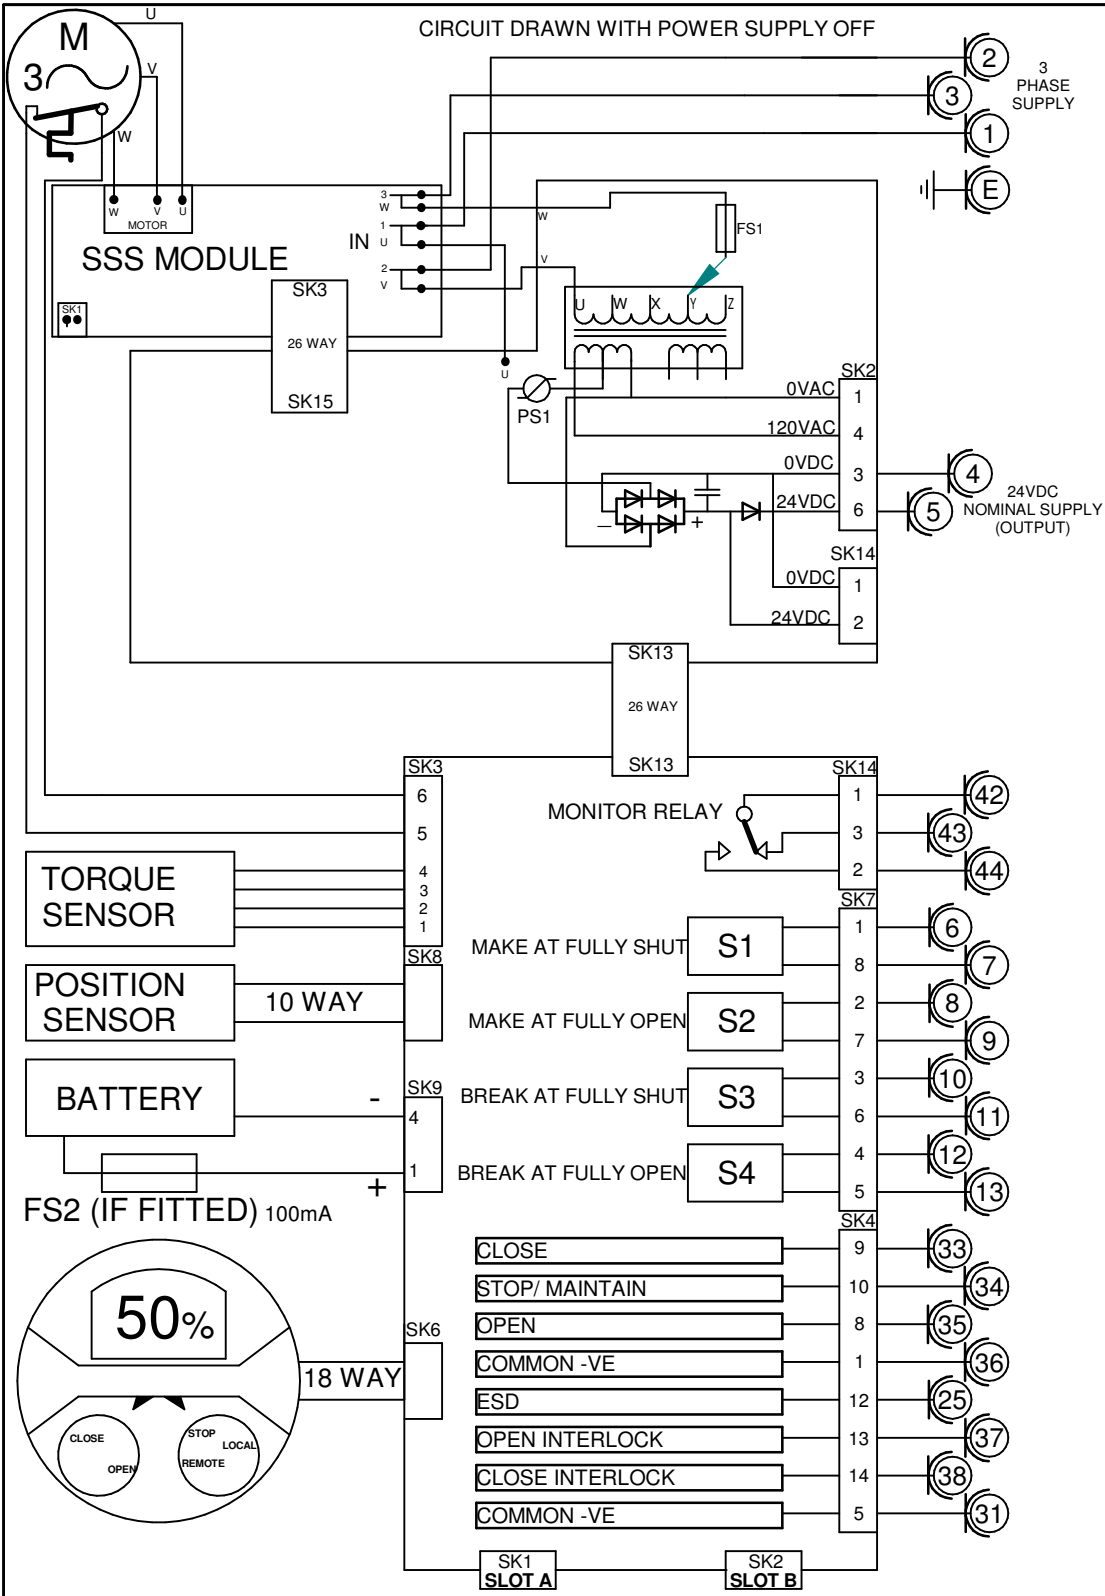 CIRCUIT DRAWN WITH POWER SUPPLY OFF
U
M
3
V
W
2
3
1
E
3
PHASE
SUPPLY
W V U
MOTOR
SSS MODULE
IN
3
W
1
U
2
V
W
V
FS1
SK1
SK3
26 WAY
SK15
U W X Y Z
U
PS1
SK2
0VAC 1
120VAC 4
0VDC 3
24VDC 6
4
5
24VDC
NOMINAL SUPPLY
(OUTPUT)
– +
SK14
0VDC 1
24VDC 2
SK13
26 WAY
SK13
SK3
6
5
4
3
2
1
TORQUE
SENSOR
SK8
POSITION
SENSOR
10 WAY
BATTERY
SK9
- 4
1
+
FS2 (IF FITTED) 100mA
50%
CLOSE
OPEN
STOP
LOCAL
REMOTE
18 WAY
SK6
MONITOR RELAY
SK14
1 42
3 43
2 44
SK7
MAKE AT FULLY SHUT S1
1 6
8 7
MAKE AT FULLY OPEN S2
2 8
7 9
BREAK AT FULLY SHUT S3
3 10
6 11
BREAK AT FULLY OPEN S4
4 12
5 13
SK4
CLOSE 9 33
STOP/ MAINTAIN 10 34
OPEN 8 35
COMMON -VE 1 36
ESD 12 25
OPEN INTERLOCK 13 37
CLOSE INTERLOCK 14 38
COMMON -VE 5 31
SK1
SLOT A
SK2
SLOT B